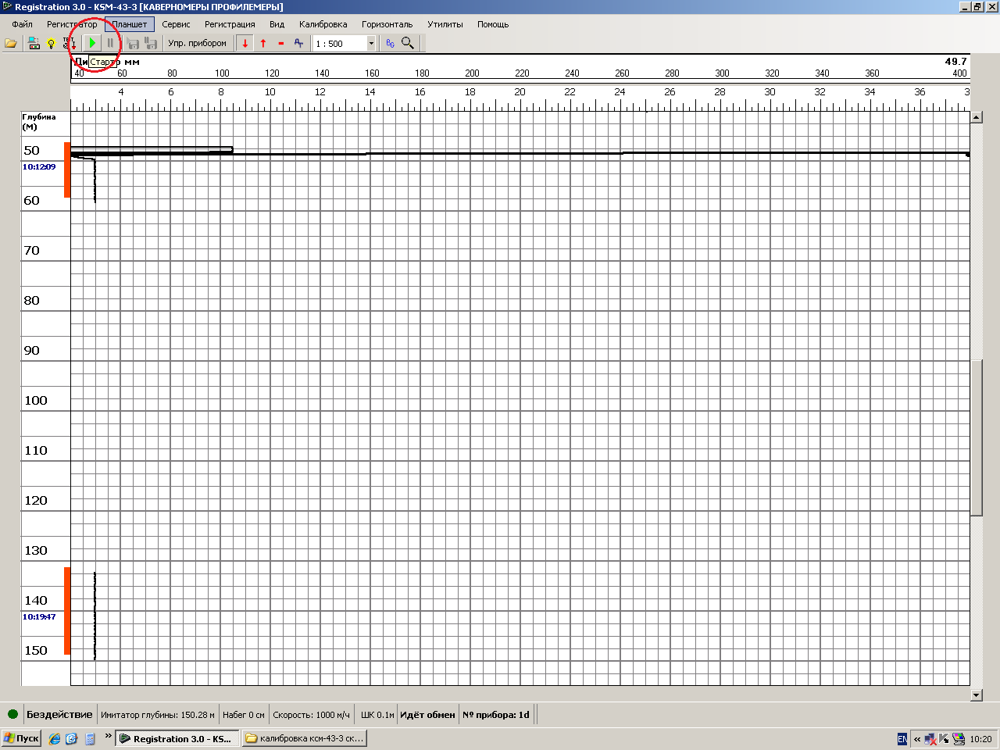 Registration 3.0 - KSM-43-3 [КАВЕРНОМЕРЫ ПРОФИЛЕМЕРЫ]
Файл Регистратор Планшет Сервис Регистрация Вид Калибровка Горизонталь Утилиты Помощь
Упр. прибором 1 : 500
Старт мм 49.7
40 60 80 100 120 140 160 180 200 220 240 260 280 300 320 340 360 400
4 6 8 10 12 14 16 18 20 22 24 26 28 30 32 34 36 3
Глубина
(М)
50
10:12:09
60
70
80
90
100
110
120
130
140
10:19:47
150
Бездействие Имитатор глубины: 150.28 м Набег 0 см Скорость: 1000 м/ч ШК 0.1м Идёт обмен № прибора: 1d
Пуск » Registration 3.0 - KS... калибровка ксм-43-3 ск... EN « 10:20